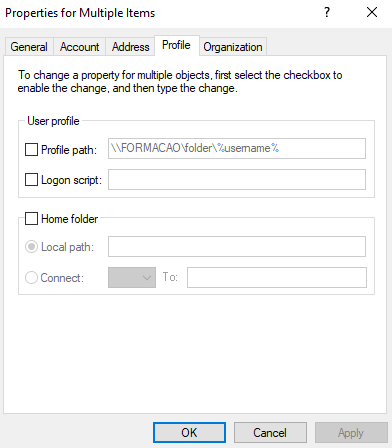 Properties for Multiple Items ? ×
General Account Address Profile Organization
To change a property for multiple objects, first select the checkbox to
enable the change, and then type the change.
User profile
Profile path: \\FORMACAO\folder\%username%
Logon script:
Home folder
Local path:
Connect: To:
OK Cancel Apply